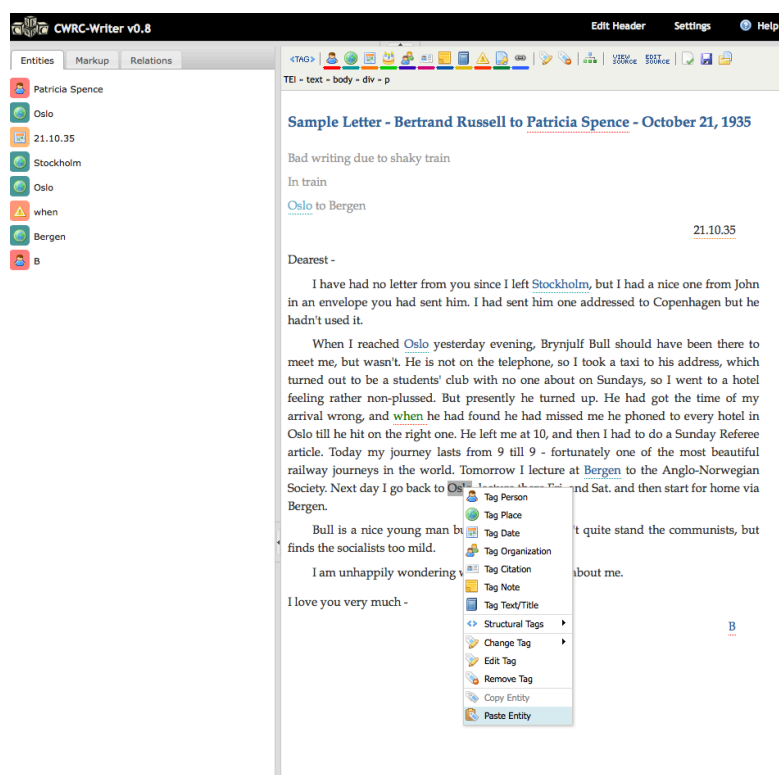 CWRC-Writer v0.8
Edit Header Settings Help
Entities Markup Relations
Patricia Spence
Oslo
21.10.35
Stockholm
Oslo
when
Bergen
B
<TAG> VIEW SOURCE EDIT SOURCE
TEI » text » body » div » p
Sample Letter - Bertrand Russell to Patricia Spence - October 21, 1935
Bad writing due to shaky train
In train
Oslo to Bergen
21.10.35
Dearest -
I have had no letter from you since I left Stockholm, but I had a nice one from John
in an envelope you had sent him. I had sent him one addressed to Copenhagen but he
hadn't used it.
When I reached Oslo yesterday evening, Brynjulf Bull should have been there to
meet me, but wasn't. He is not on the telephone, so I took a taxi to his address, which
turned out to be a students' club with no one about on Sundays, so I went to a hotel
feeling rather non-plussed. But presently he turned up. He had got the time of my
arrival wrong, and when he had found he had missed me he phoned to every hotel in
Oslo till he hit on the right one. He left me at 10, and then I had to do a Sunday Referee
article. Today my journey lasts from 9 till 9 - fortunately one of the most beautiful
railway journeys in the world. Tomorrow I lecture at Bergen to the Anglo-Norwegian
Society. Next day I go back to Oslo, lecture there Fri. and Sat. and then start for home via
Bergen.
Bull is a nice young man bu 't quite stand the communists, but
finds the socialists too mild.
I am unhappily wondering about me.
I love you very much -
B
Tag Person
Tag Place
Tag Date
Tag Organization
Tag Citation
Tag Note
Tag Text/Title
Structural Tags
Change Tag
Edit Tag
Remove Tag
Copy Entity
Paste Entity